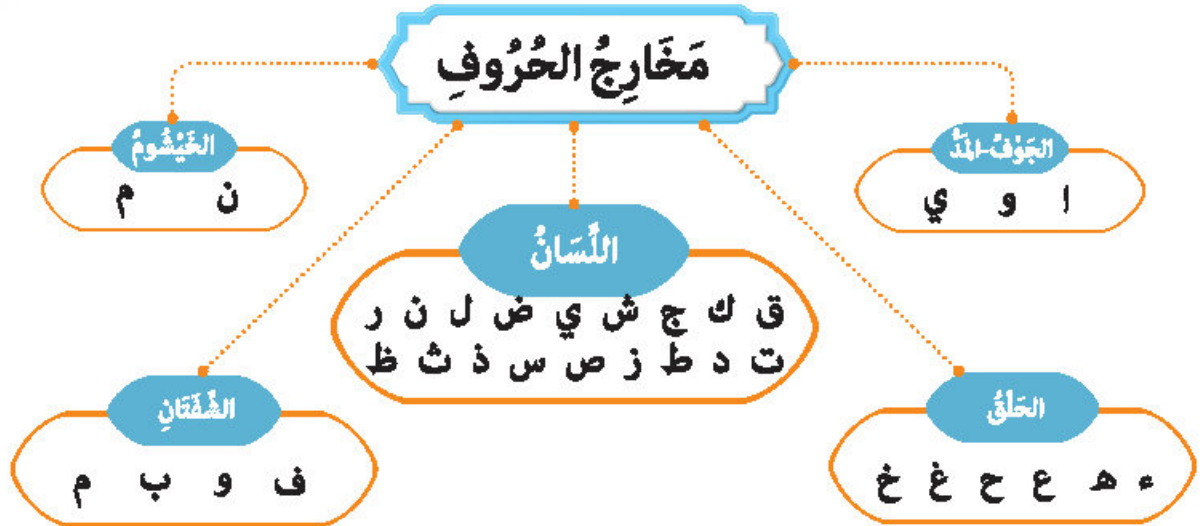 مَخَارِجُ الحُرُوفِ
الجَوْفُ-المَدُّ
ا و ي
الخَيْشُومُ
ن م
اللِّسَانُ
ق ك ج ش ي ض ل ن ر
ت د ط ز ص س ذ ث ظ
الحَلْقُ
ء هـ ع ح غ خ
الشَّفَتَانِ
ف و ب م